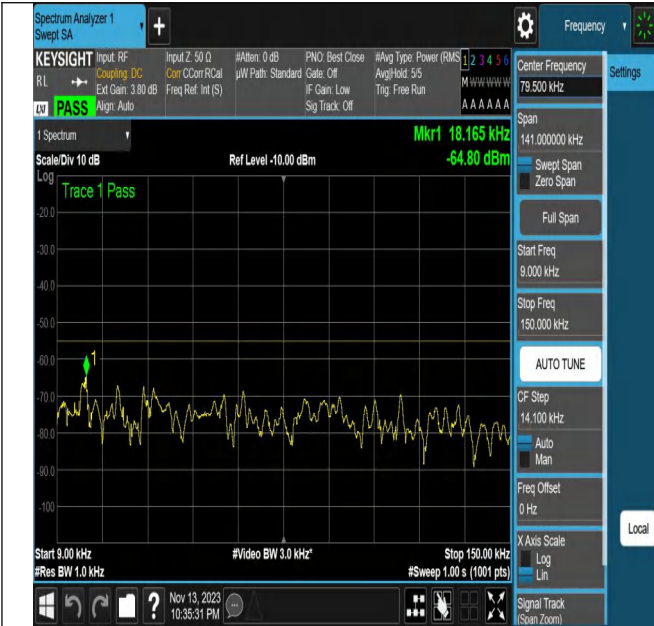 Spectrum Analyzer 1
Swept SA
+
Frequency
KEYSIGHT
RL
PASS
Input: RF
Coupling: DC
Ext Gain: 3.80 dB
Align: Auto
Input Z: 50 Ω
Corr CCorr RCal
Freq Ref: Int (S)
#Atten: 0 dB
µW Path: Standard
PNO: Best Close
Gate: Off
IF Gain: Low
Sig Track: Off
#Avg Type: Power (RMS
Avg|Hold: 5/5
Trig: Free Run
1 2 3 4 5 6
M W W W W W
A A A A A A
1 Spectrum
Mkr1 18.165 kHz
Scale/Div 10 dB
Ref Level -10.00 dBm
-64.80 dBm
Log
Trace 1 Pass
-20.0
-30.0
-40.0
-50.0
-60.0
1
-70.0
-80.0
-90.0
-100
Start 9.00 kHz
#Video BW 3.0 kHz*
Stop 150.00 kHz
#Res BW 1.0 kHz
#Sweep 1.00 s (1001 pts)
?
Nov 13, 2023
10:35:31 PM
Center Frequency
79.500 kHz
Settings
Span
141.000000 kHz
Swept Span
Zero Span
Full Span
Start Freq
9.000 kHz
Stop Freq
150.000 kHz
AUTO TUNE
CF Step
14.100 kHz
Auto
Man
Freq Offset
0 Hz
Local
X Axis Scale
Log
Lin
Signal Track
(Span Zoom)